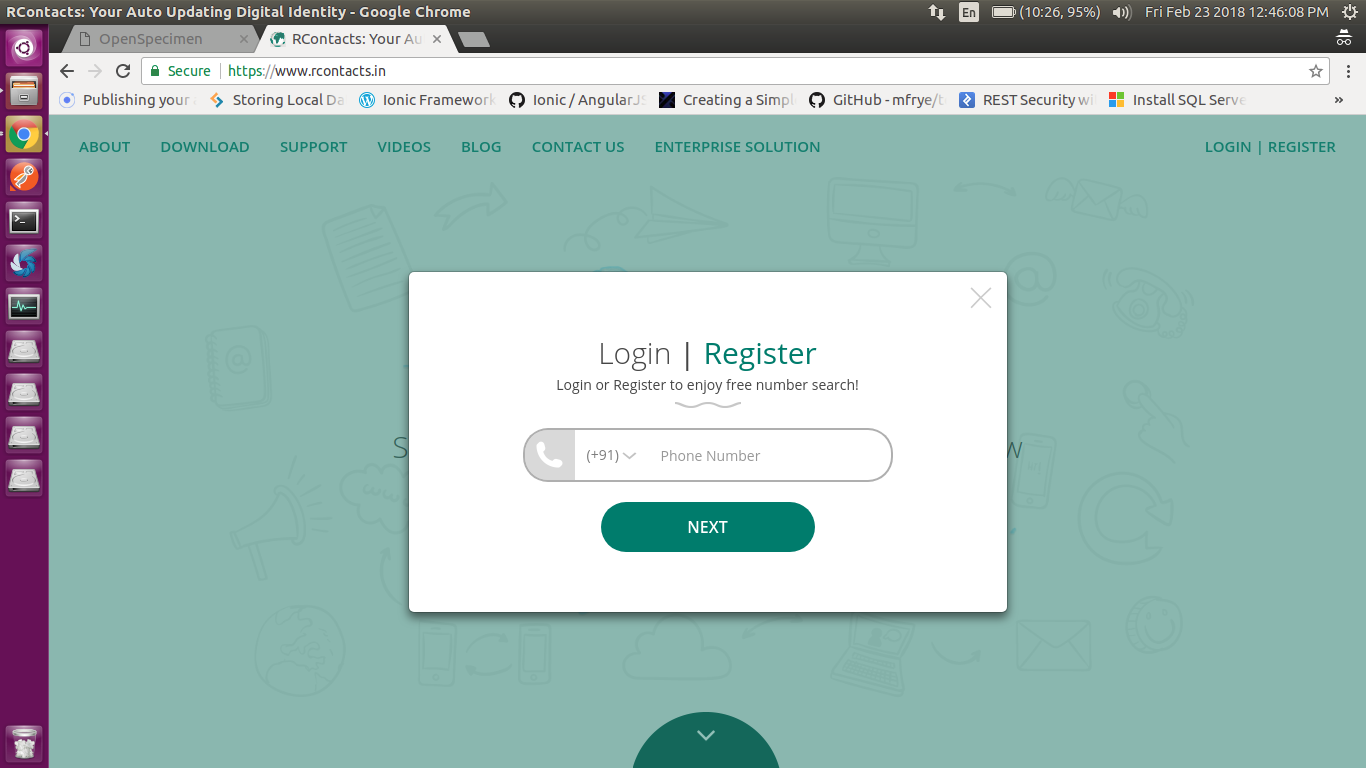 RContacts: Your Auto Updating Digital Identity - Google Chrome
En
(10:26, 95%)
Fri Feb 23 2018 12:46:08 PM
OpenSpecimen
RContacts: Your Au
Secure
https://www.rcontacts.in
Publishing your
Storing Local Da
Ionic Framework
Ionic / AngularJS
Creating a Simpl
GitHub - mfrye/
REST Security wi
Install SQL Serve
»
ABOUT
DOWNLOAD
SUPPORT
VIDEOS
BLOG
CONTACT US
ENTERPRISE SOLUTION
LOGIN | REGISTER
Login | Register
Login or Register to enjoy free number search!
(+91)
Phone Number
NEXT